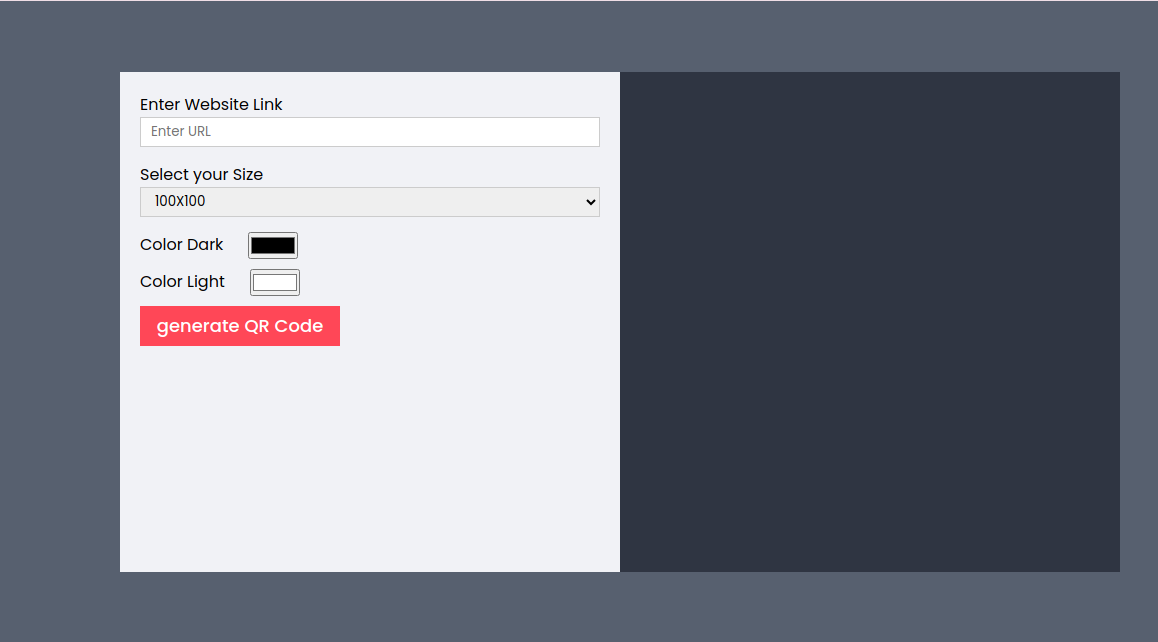 Enter Website Link
Enter URL
Select your Size
100X100
Color Dark
Color Light
generate QR Code